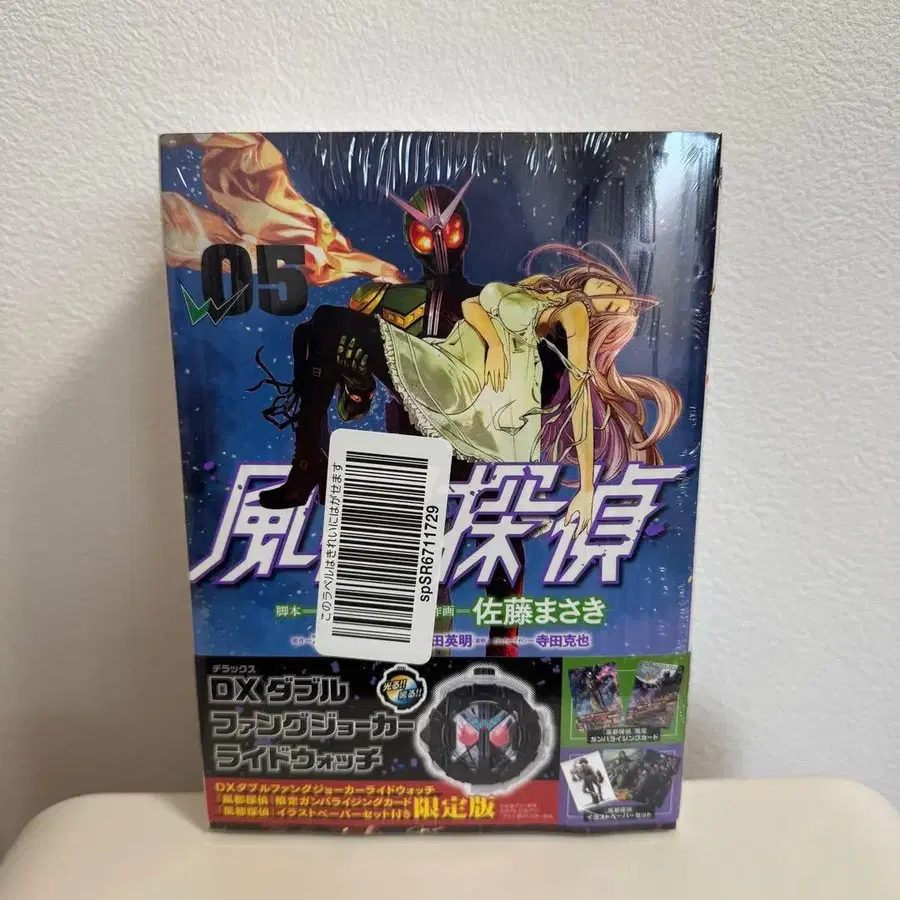 05
風 探偵
脚本
作画 佐藤まさき
田英明 寺田克也
このラベルはきれいにはがせます
spSR6711729
デラックス
DXダブル
ファングジョーカー
ライドウォッチ
光る!!
鳴る!!
DXダブルファングジョーカーライドウォッチ
「風都探偵」限定ガンバライジングカード
「風都探偵」イラストペーパーセット付き
限定版
「風都探偵」限定
ガンバライジングカード
「風都探偵」
イラストペーパーセット